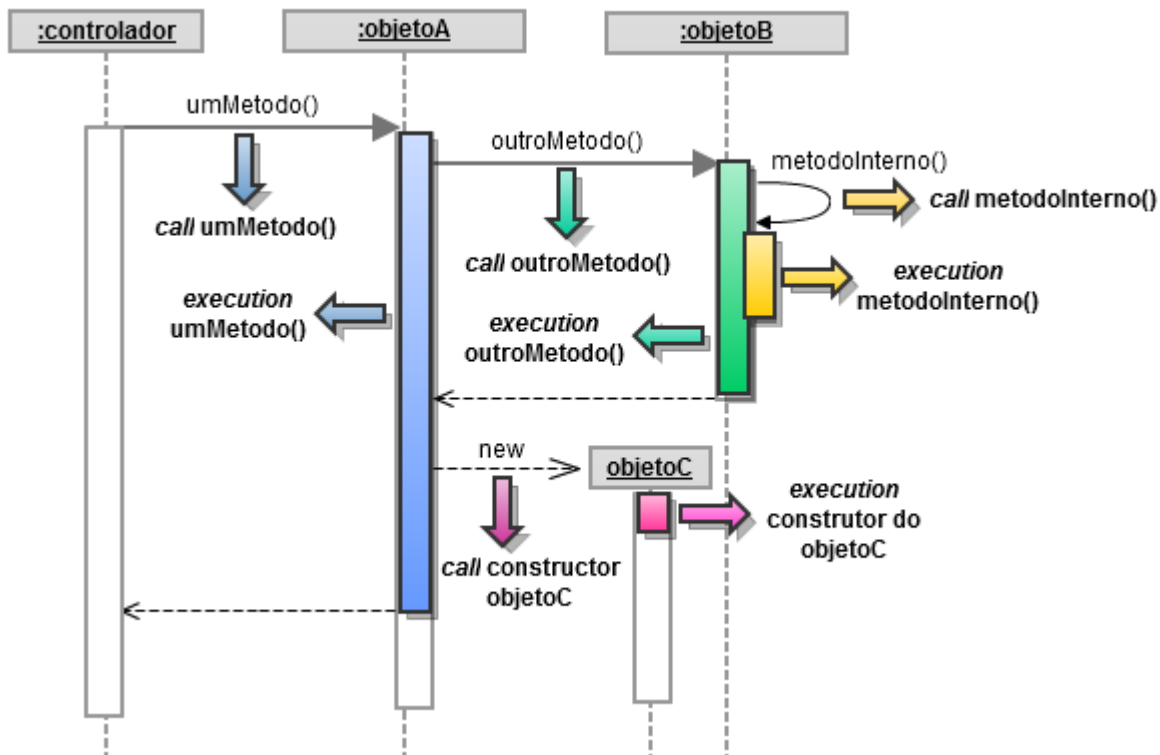 :controlador
:objetoA
:objetoB
umMetodo()
outroMetodo()
metodoInterno()
call metodoInterno()
call umMetodo()
call outroMetodo()
execution
metodoInterno()
execution
umMetodo()
execution
outroMetodo()
new
objetoC
execution
construtor do
objetoC
call constructor
objetoC